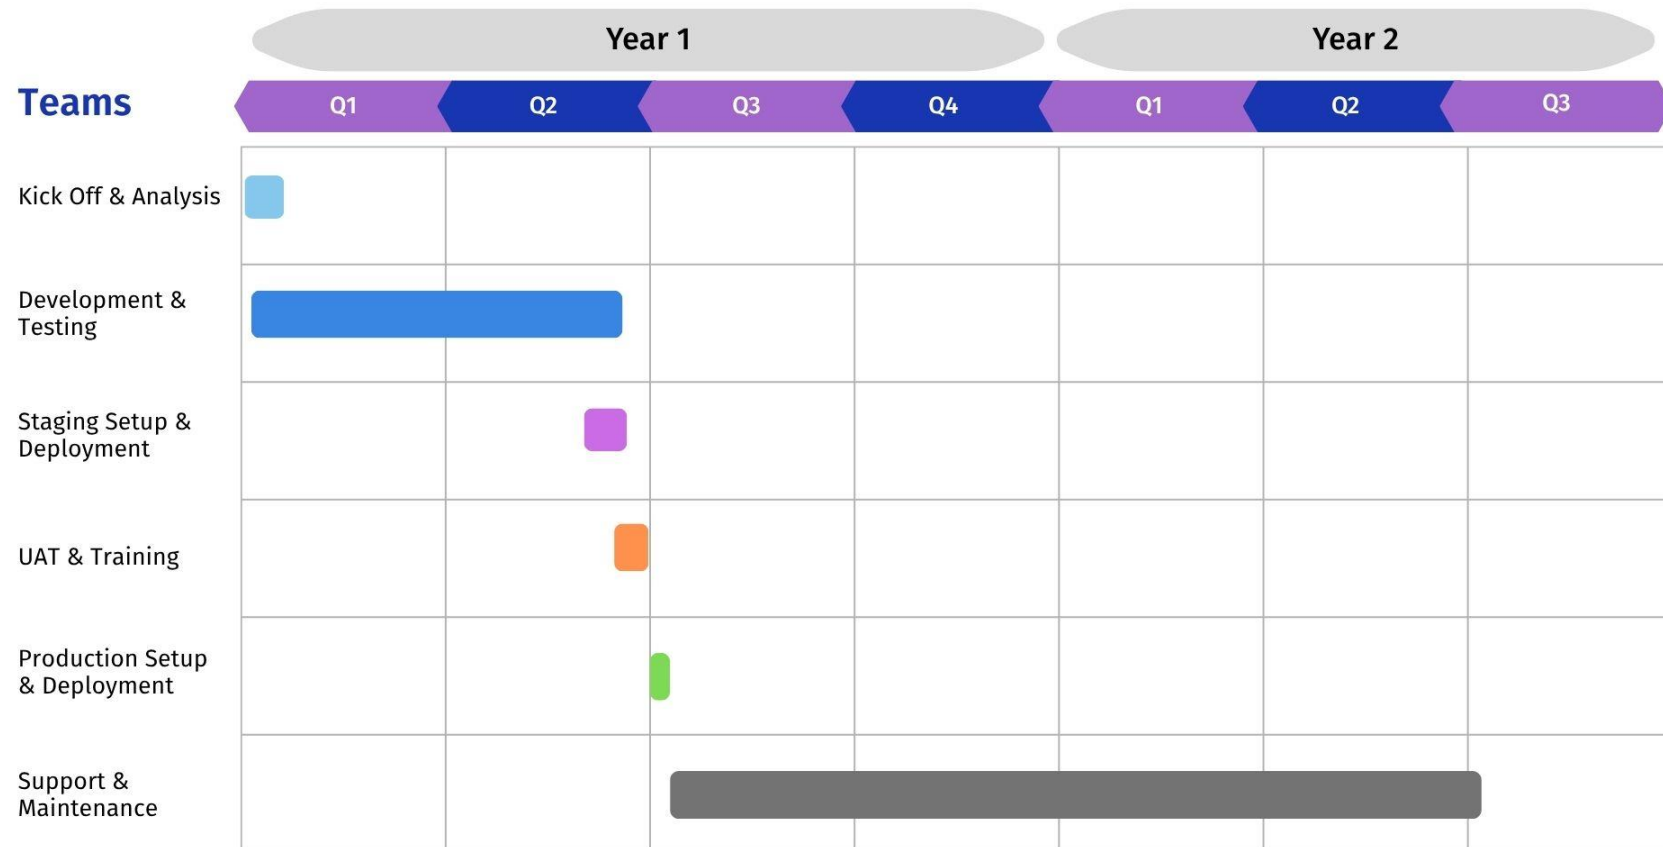 Year 1
Year 2
Teams
Q1
Q2
Q3
Q4
Q1
Q2
Q3
Kick Off & Analysis
Development &
Testing
Staging Setup &
Deployment
UAT & Training
Production Setup
& Deployment
Support &
Maintenance